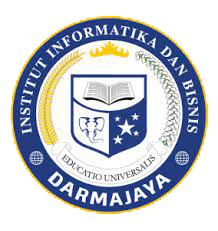 INSTITUT INFORMATIKA DAN BISNIS
EDUCATIO UNIVERSALIS
DARMAJAYA